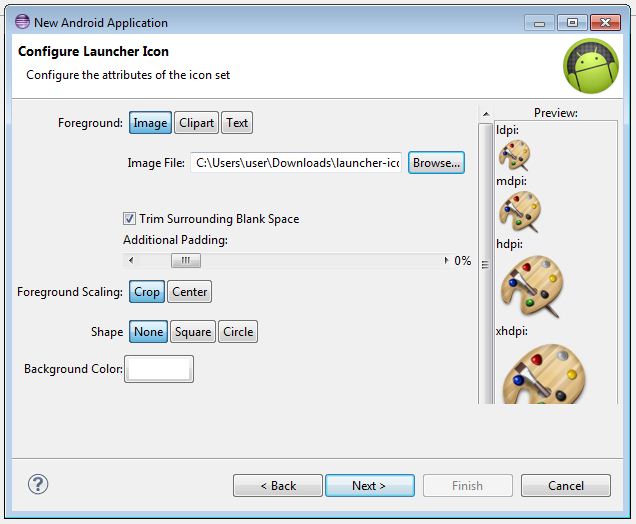 New Android Application
Configure Launcher Icon
Configure the attributes of the icon set
Foreground: Image Clipart Text
Image File: C:\Users\user\Downloads\launcher-ico Browse...
Trim Surrounding Blank Space
Additional Padding:
0%
Foreground Scaling: Crop Center
Shape None Square Circle
Background Color:
Preview:
ldpi:
mdpi:
hdpi:
xhdpi:
? < Back Next > Finish Cancel